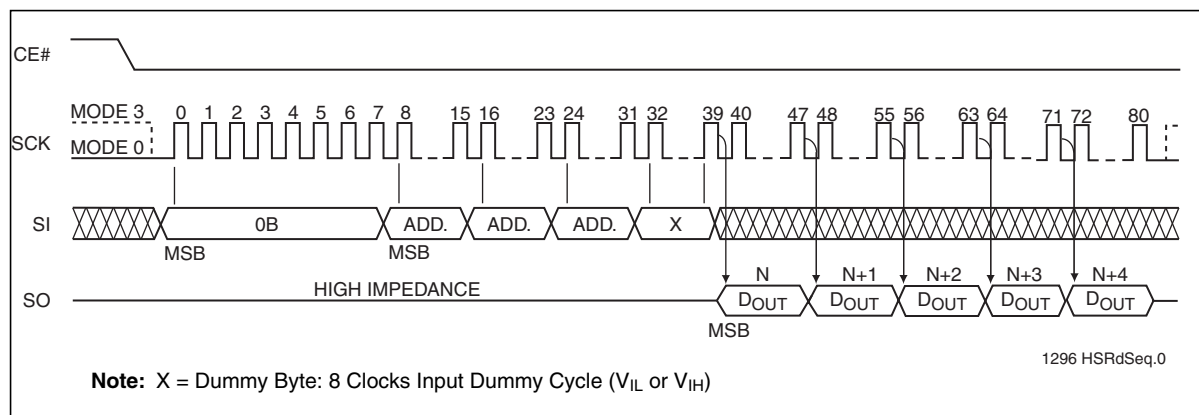 CE#
MODE 3 0 1 2 3 4 5 6 7 8 15 16 23 24 31 32 39 40 47 48 55 56 63 64 71 72 80
SCK MODE 0
SI 0B ADD. ADD. ADD. X
MSB MSB
N N+1 N+2 N+3 N+4
SO HIGH IMPEDANCE DOUT DOUT DOUT DOUT DOUT
MSB
1296 HSRdSeq.0
Note: X = Dummy Byte: 8 Clocks Input Dummy Cycle (VIL or VIH)